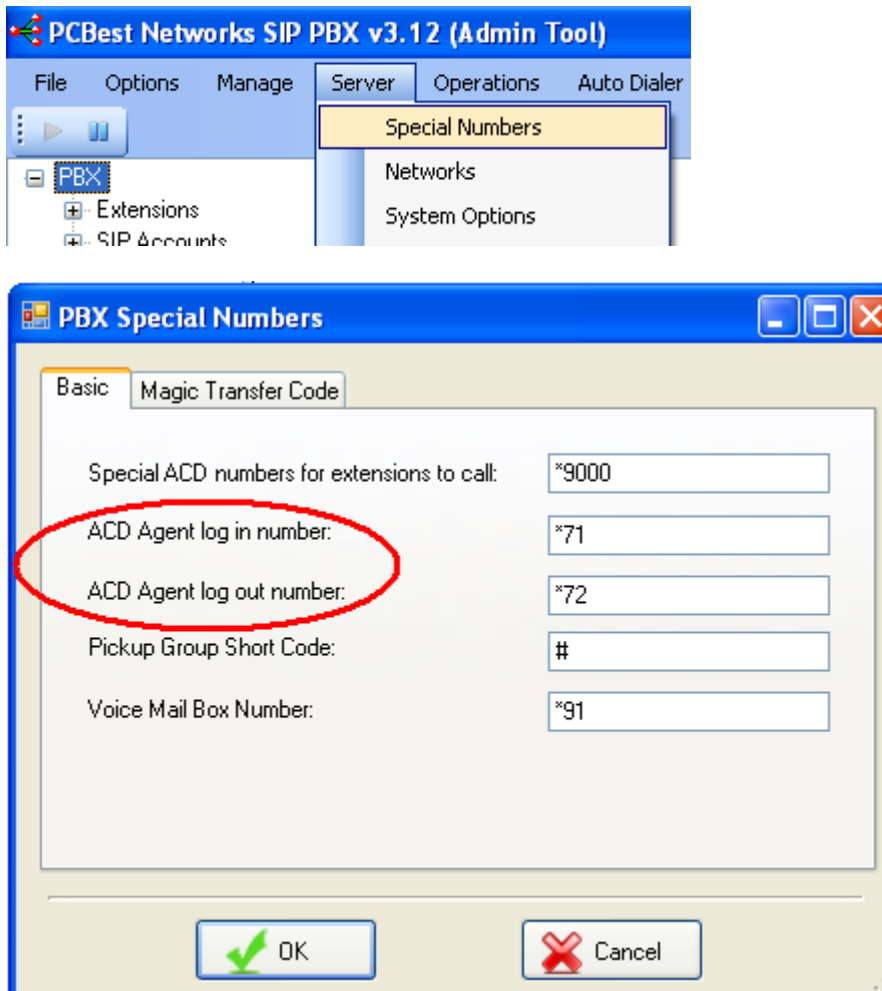 PCBest Networks SIP PBX v3.12 (Admin Tool)
File Options Manage Server Operations Auto Dialer
Special Numbers
PBX
Networks
Extensions
System Options
SIP Accounts
PBX Special Numbers
Basic Magic Transfer Code
Special ACD numbers for extensions to call: *9000
ACD Agent log in number: *71
ACD Agent log out number: *72
Pickup Group Short Code: #
Voice Mail Box Number: *91
OK Cancel